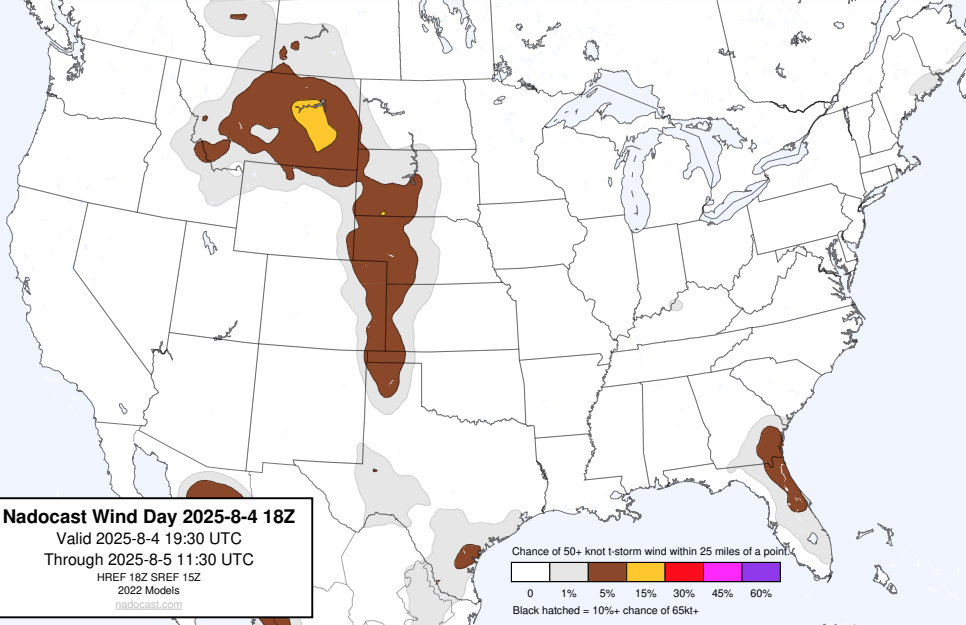 Nadocast Wind Day 2025-8-4 18Z
Valid 2025-8-4 19:30 UTC
Through 2025-8-5 11:30 UTC
HREF 18Z SREF 15Z
2022 Models
nadocast.com
Chance of 50+ knot t-storm wind within 25 miles of a point.
0 1% 5% 15% 30% 45% 60%
Black hatched = 10%+ chance of 65kt+